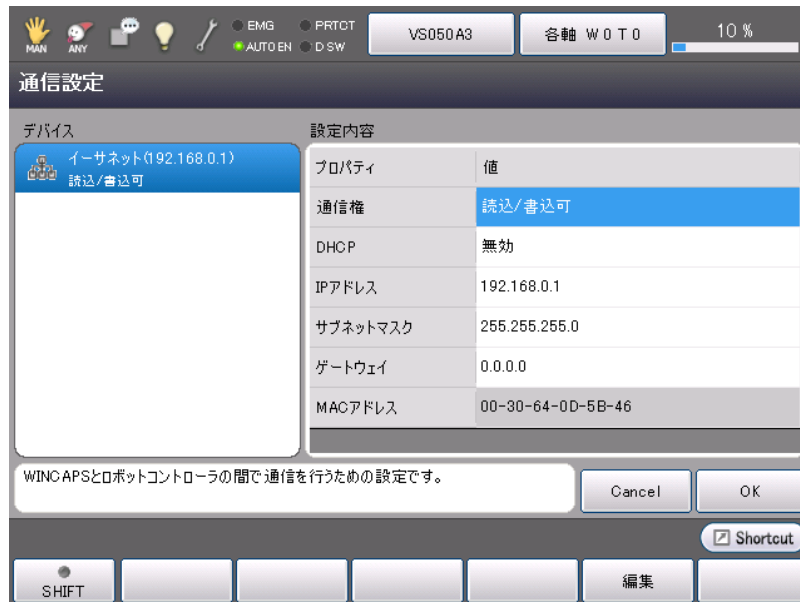 MAN
ANY
EMG
AUTO EN
PRTCT
D SW
VS050A3
各軸 W0T0
10 %
通信設定
デバイス
設定内容
イーサネット(192.168.0.1)
読込/書込可
プロパティ 値
通信権 読込/書込可
DHCP 無効
IPアドレス 192.168.0.1
サブネットマスク 255.255.255.0
ゲートウェイ 0.0.0.0
MACアドレス 00-30-64-0D-5B-46
WINCAPSとロボットコントローラの間で通信を行うための設定です。
Cancel
OK
Shortcut
SHIFT
編集